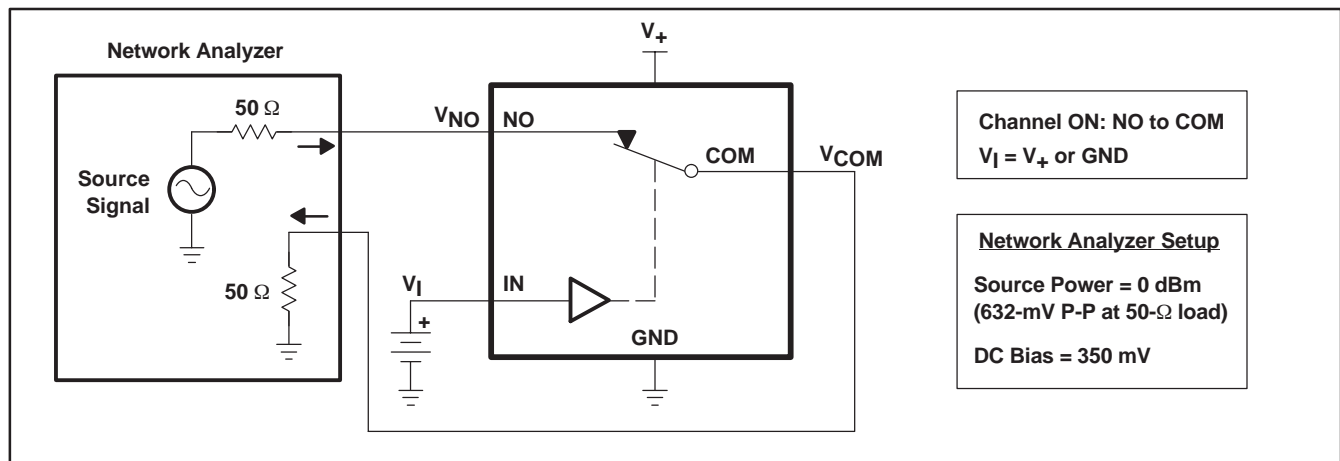 Network Analyzer
50 Ω
Source
Signal
50 Ω
V+
VNO
NO
COM
VCOM
VI
+
IN
GND
Channel ON: NO to COM
VI = V+ or GND
Network Analyzer Setup
Source Power = 0 dBm
(632-mV P-P at 50-Ω load)
DC Bias = 350 mV